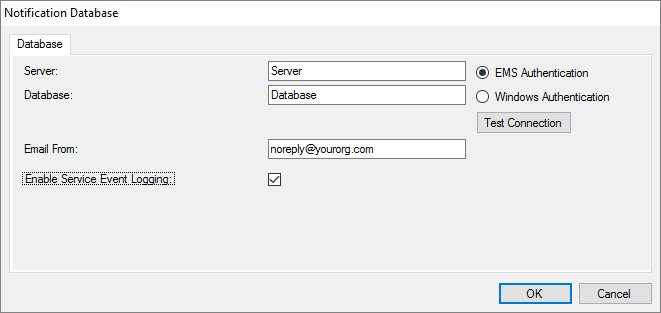 Notification Database
Database
Server:
Server
EMS Authentication
Database:
Database
Windows Authentication
Test Connection
Email From:
noreply@yourorg.com
Enable Service Event Logging:
OK
Cancel